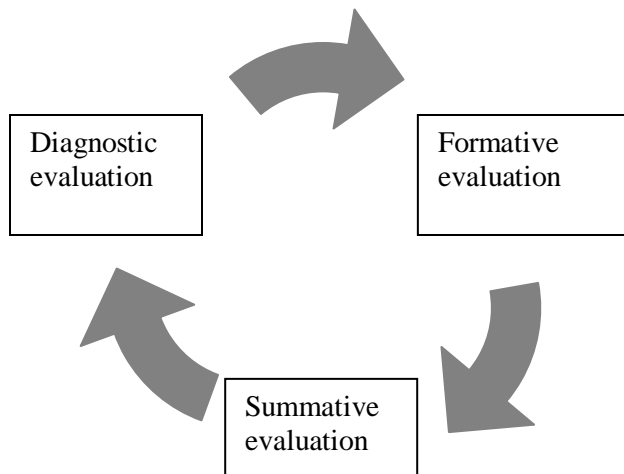 Diagnostic
evaluation
Formative
evaluation
Summative
evaluation